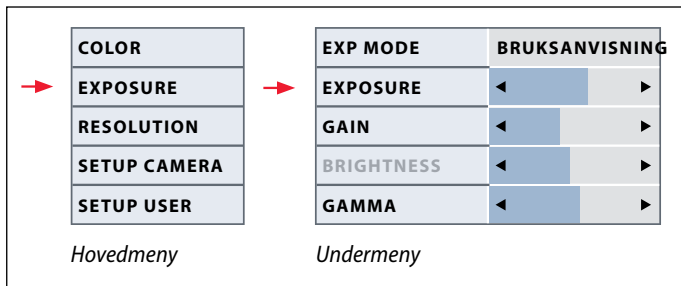 COLOR
EXPOSURE
RESOLUTION
SETUP CAMERA
SETUP USER
Hovedmeny
EXP MODE BRUKSANVISNING
EXPOSURE
GAIN
BRIGHTNESS
GAMMA
Undermeny